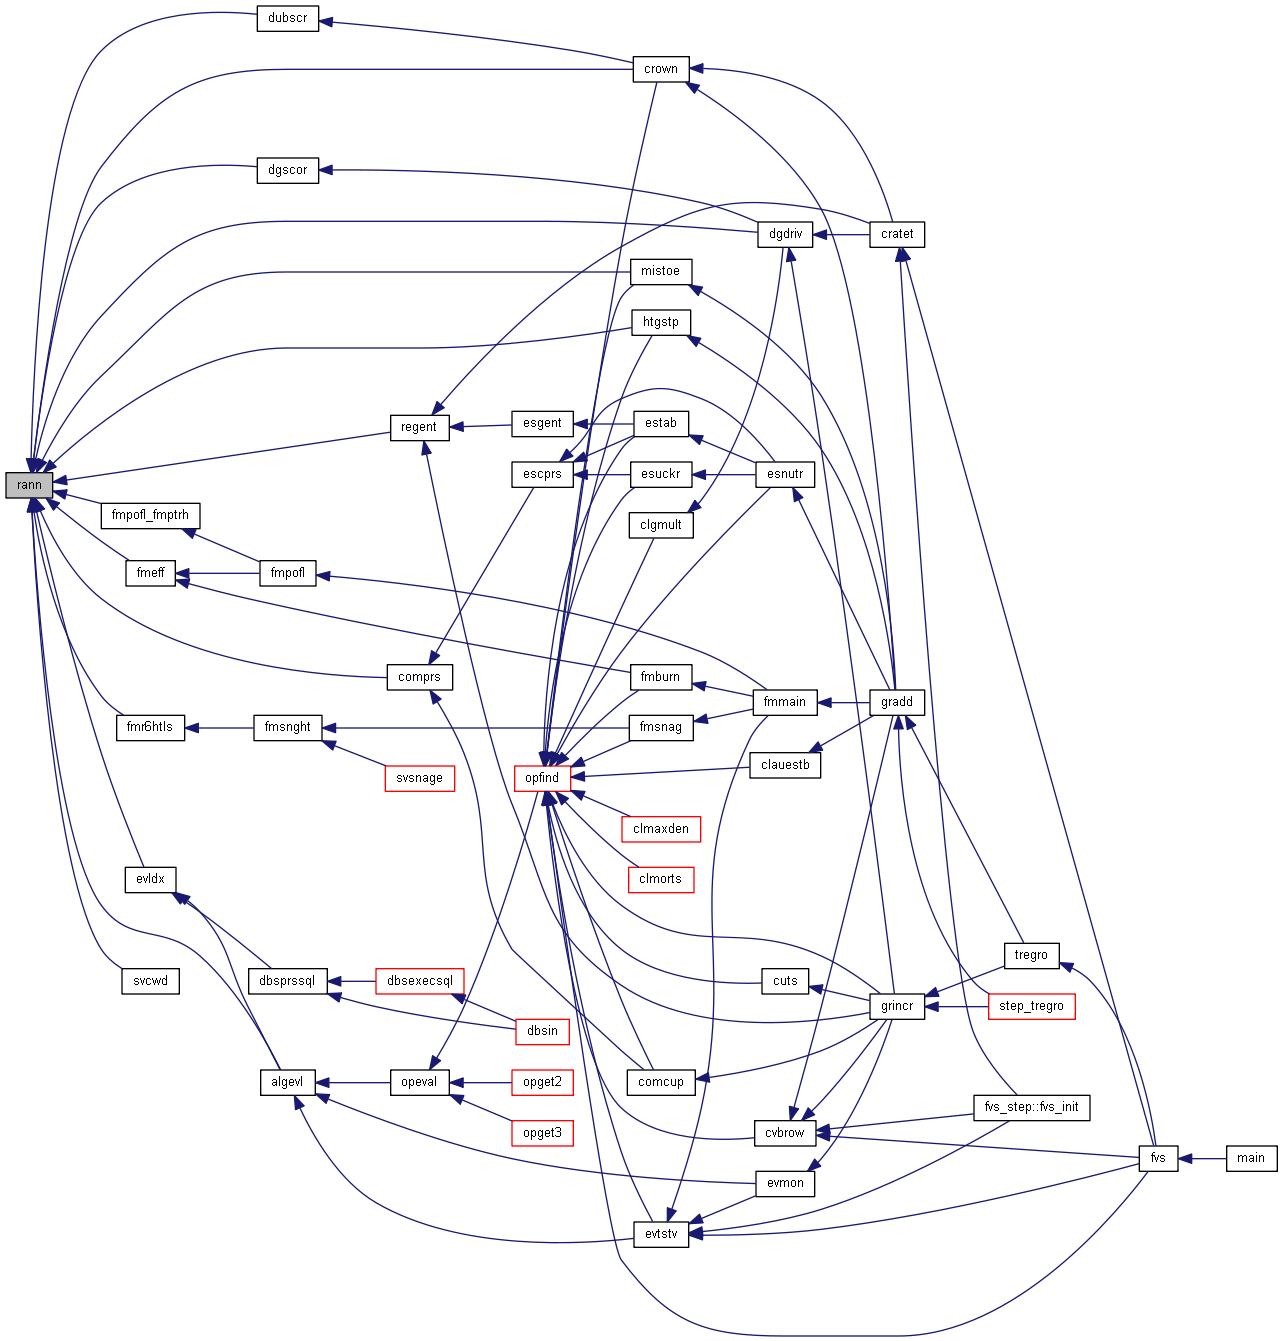 dubscr
crown
dgscor
dgdriv
cratet
mistoe
htgstp
regent
esgent
estab
escprs
esuckr
esnutr
rann
fmpofl_fmptrh
clgmult
fmeff
fmpofl
comprs
fmburn
fmmain
gradd
fmr6htls
fmsnght
fmsnag
svsnage
opfind
clauestb
clmaxden
clmorts
evldx
svcwd
dbsprssql
dbsexecsql
cuts
tregro
grincr
step_tregro
dbsin
algevl
opeval
opget2
comcup
fvs_step::fvs_init
opget3
cvbrow
fvs
main
evmon
evtstv